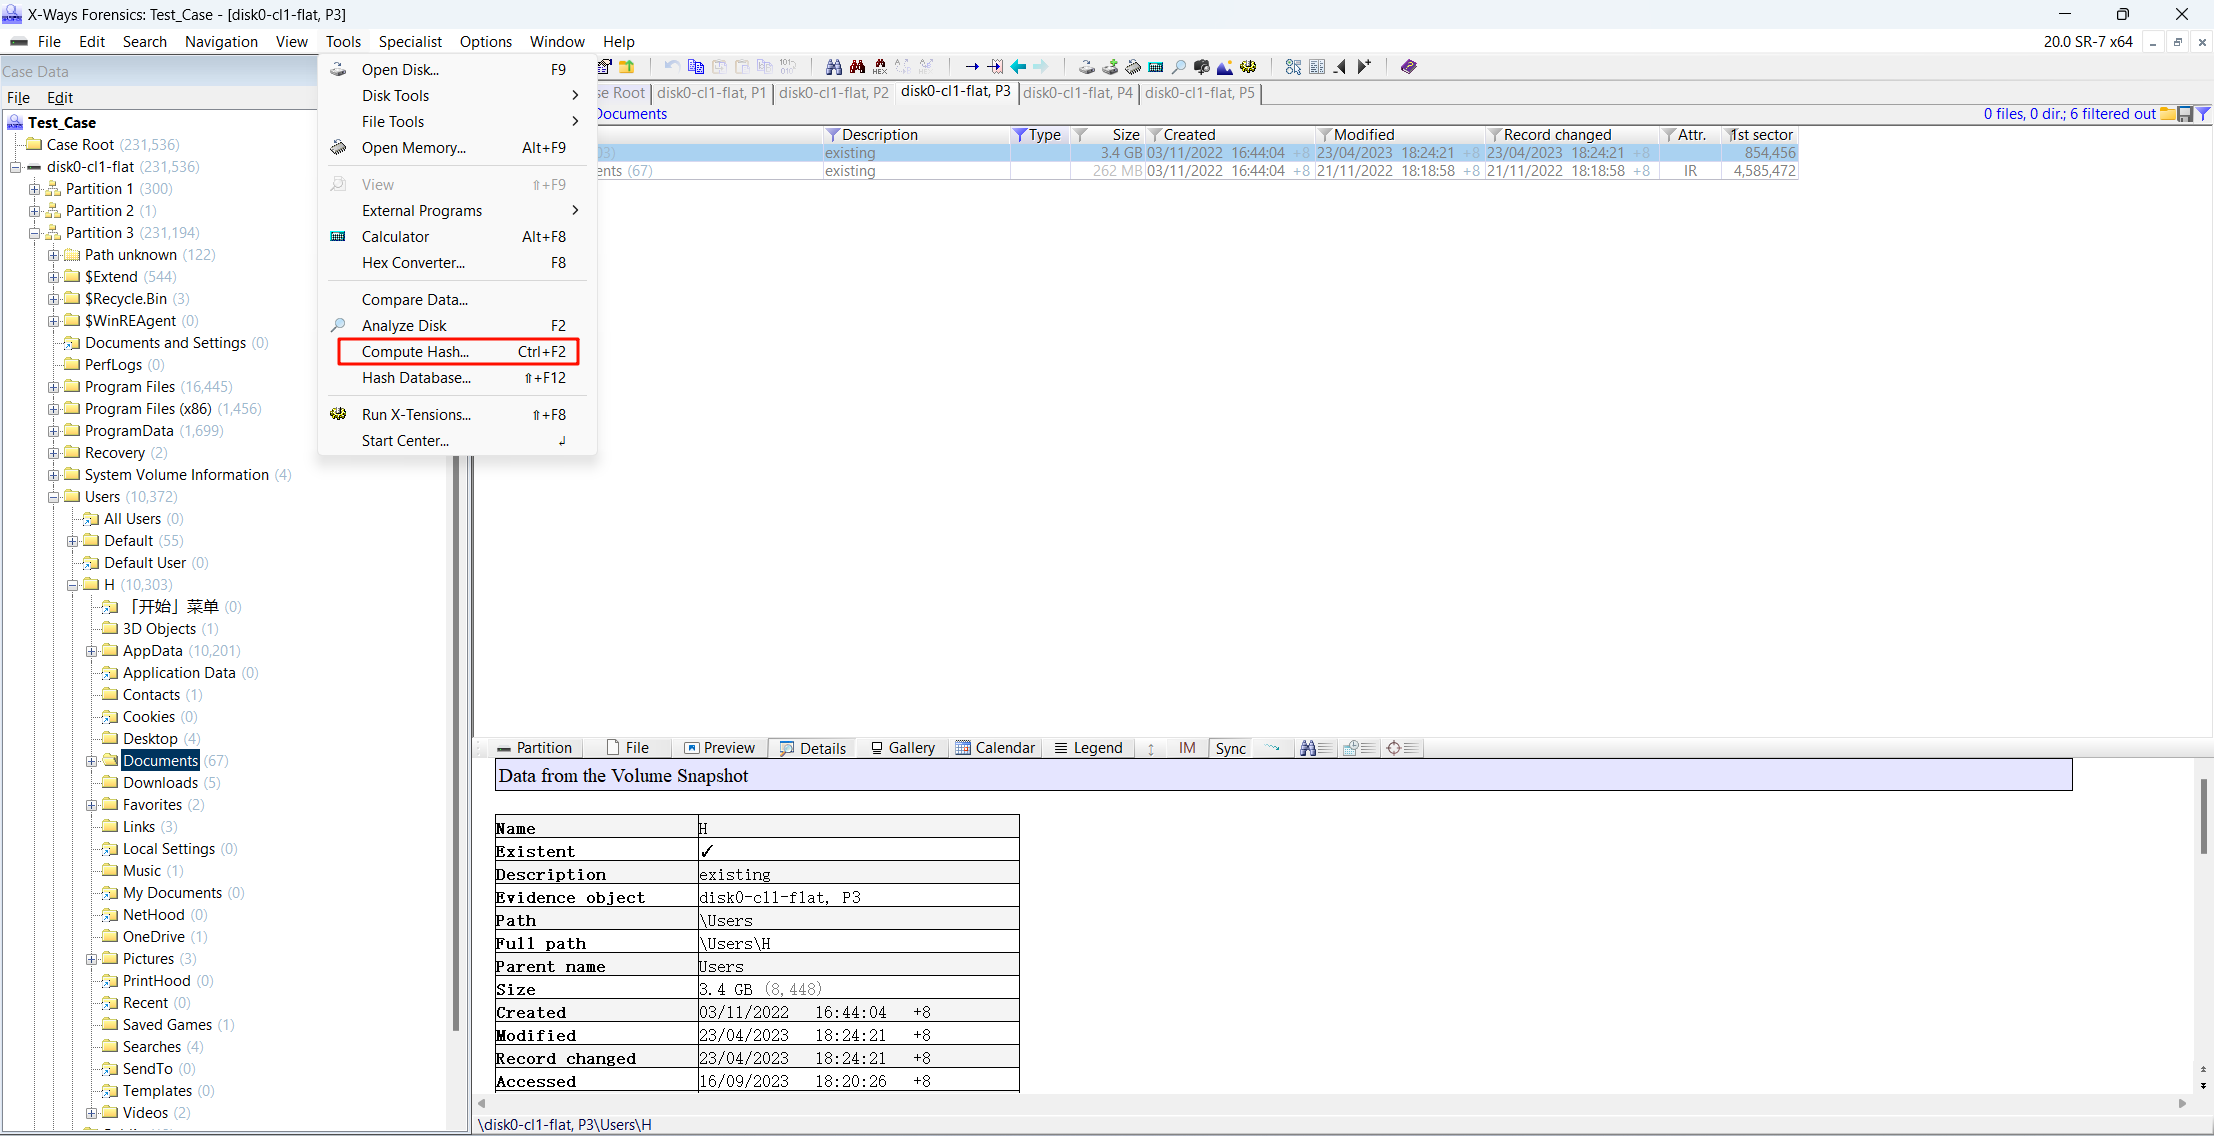 X-Ways Forensics: Test_Case - [disk0-cl1-flat, P3]
File Edit Search Navigation View Tools Specialist Options Window Help 20.0 SR-7 x64
Case Data
File Edit
Test_Case
Case Root (231,536)
disk0-cl1-flat (231,536)
Partition 1 (300)
Partition 2 (1)
Partition 3 (231,194)
Path unknown (122)
$Extend (544)
$Recycle.Bin (3)
$WinREAgent (0)
Documents and Settings (0)
PerfLogs (0)
Program Files (16,445)
Program Files (x86) (1,456)
ProgramData (1,699)
Recovery (2)
System Volume Information (4)
Users (10,372)
All Users (0)
Default (55)
Default User (0)
H (10,303)
「开始」菜单 (0)
3D Objects (1)
AppData (10,201)
Application Data (0)
Contacts (1)
Cookies (0)
Desktop (4)
Documents (67)
Downloads (5)
Favorites (2)
Links (3)
Local Settings (0)
Music (1)
My Documents (0)
NetHood (0)
OneDrive (1)
Pictures (3)
PrintHood (0)
Recent (0)
Saved Games (1)
Searches (4)
SendTo (0)
Templates (0)
Videos (2)
Open Disk... F9
Disk Tools
File Tools
Open Memory... Alt+F9
View ⇑+F9
External Programs
Calculator Alt+F8
Hex Converter... F8
Compare Data...
Analyze Disk F2
Compute Hash... Ctrl+F2
Hash Database... ⇑+F12
Run X-Tensions... ⇑+F8
Start Center... ↲
se Root disk0-cl1-flat, P1 disk0-cl1-flat, P2 disk0-cl1-flat, P3 disk0-cl1-flat, P4 disk0-cl1-flat, P5
Documents 0 files, 0 dir.; 6 filtered out
Description Type Size Created Modified Record changed Attr. 1st sector
03) existing 3.4 GB 03/11/2022 16:44:04 +8 23/04/2023 18:24:21 +8 23/04/2023 18:24:21 +8 854,456
ents (67) existing 262 MB 03/11/2022 16:44:04 +8 21/11/2022 18:18:58 +8 21/11/2022 18:18:58 +8 IR 4,585,472
Partition File Preview Details Gallery Calendar Legend IM Sync
Data from the Volume Snapshot
Name H
Existent ✓
Description existing
Evidence object disk0-cl1-flat, P3
Path \Users
Full path \Users\H
Parent name Users
Size 3.4 GB (8,448)
Created 03/11/2022 16:44:04 +8
Modified 23/04/2023 18:24:21 +8
Record changed 23/04/2023 18:24:21 +8
Accessed 16/09/2023 18:20:26 +8
\disk0-cl1-flat, P3\Users\H